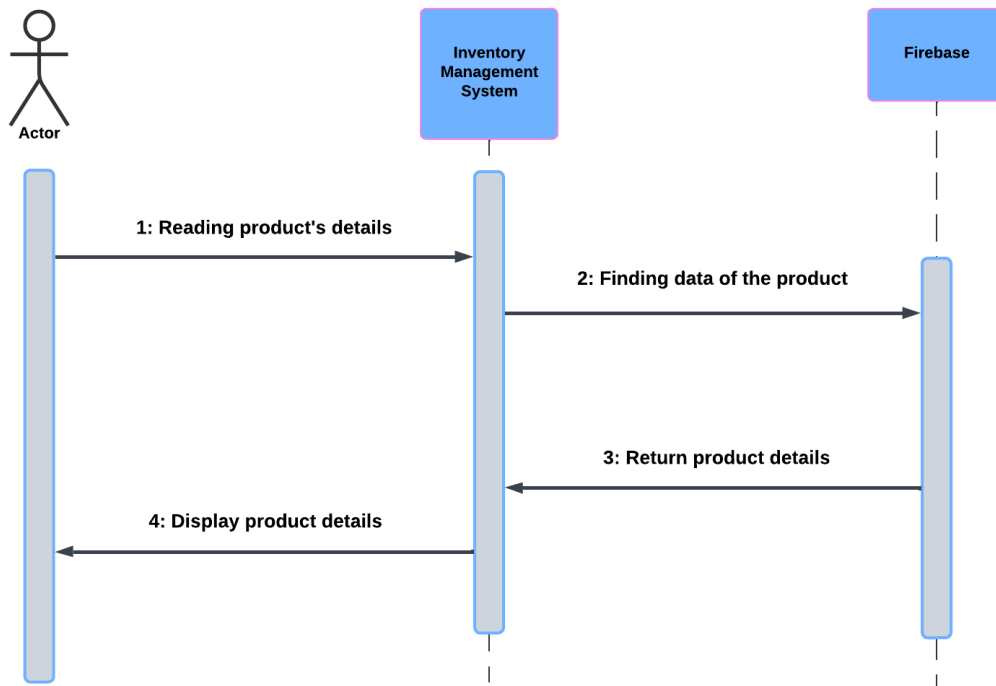 Inventory
Management
System
Firebase
Actor
1: Reading product's details
2: Finding data of the product
3: Return product details
4: Display product details